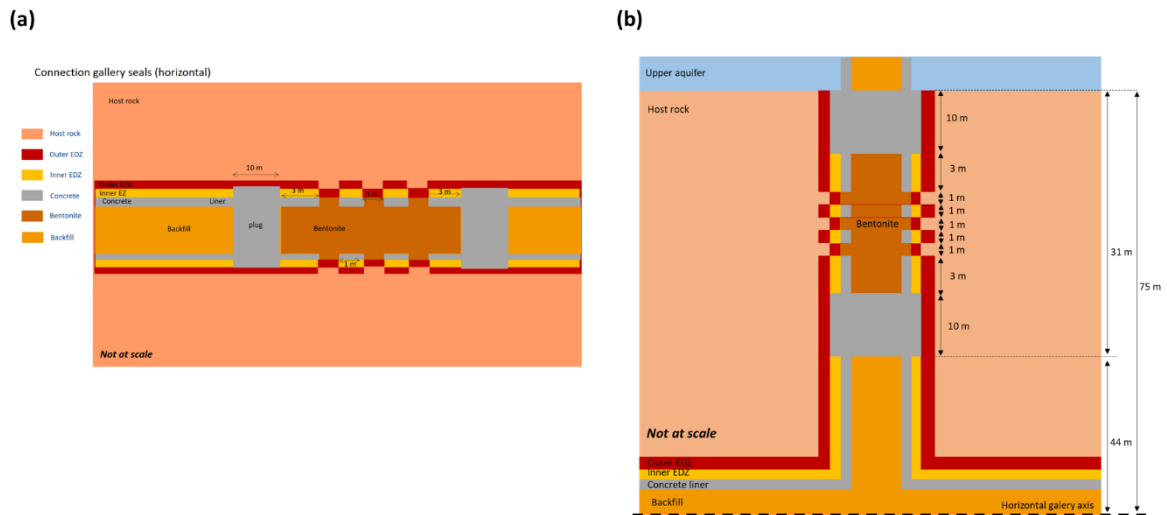 (a)
Connection gallery seals (horizontal)
Host rock
Host rock
Outer EDZ
Inner EDZ
Concrete
Bentonite
Backfill
10 m
Outer EDZ
Inner EZ
Concrete
Liner
3 m
3 m
Backfill
plug
Bentonite
1 m
Not at scale
(b)
Upper aquifer
Host rock
10 m
3 m
1 m
1 m
Bentonite
1 m
1 m
1 m
31 m
3 m
75 m
10 m
Not at scale
44 m
Outer EDZ
Inner EDZ
Concrete liner
Backfill
Horizontal galery axis